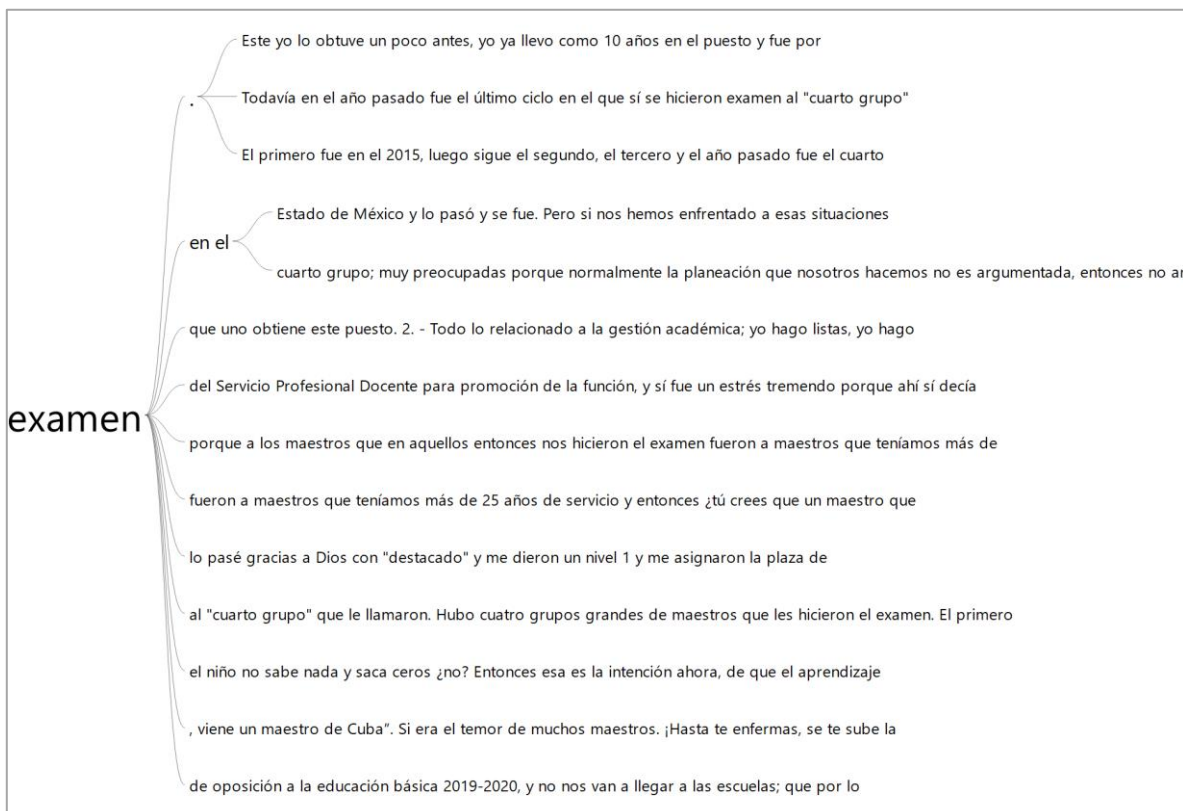 Este yo lo obtuve un poco antes, yo ya llevo como 10 años en el puesto y fue por
.
Todavía en el año pasado fue el último ciclo en el que sí se hicieron examen al "cuarto grupo"
El primero fue en el 2015, luego sigue el segundo, el tercero y el año pasado fue el cuarto
Estado de México y lo pasó y se fue. Pero si nos hemos enfrentado a esas situaciones
en el
cuarto grupo; muy preocupadas porque normalmente la planeación que nosotros hacemos no es argumentada, entonces no
que uno obtiene este puesto. 2. - Todo lo relacionado a la gestión académica; yo hago listas, yo hago
del Servicio Profesional Docente para promoción de la función, y sí fue un estrés tremendo porque ahí sí decía
examen
porque a los maestros que en aquellos entonces nos hicieron el examen fueron a maestros que teníamos más de
fueron a maestros que teníamos más de 25 años de servicio y entonces ¿tú crees que un maestro que
lo pasé gracias a Dios con "destacado" y me dieron un nivel 1 y me asignaron la plaza de
al "cuarto grupo" que le llamaron. Hubo cuatro grupos grandes de maestros que les hicieron el examen. El primero
el niño no sabe nada y saca ceros ¿no? Entonces esa es la intención ahora, de que el aprendizaje
, viene un maestro de Cuba”. Si era el temor de muchos maestros. ¡Hasta te enfermas, se te sube la
de oposición a la educación básica 2019-2020, y no nos van a llegar a las escuelas; que por lo